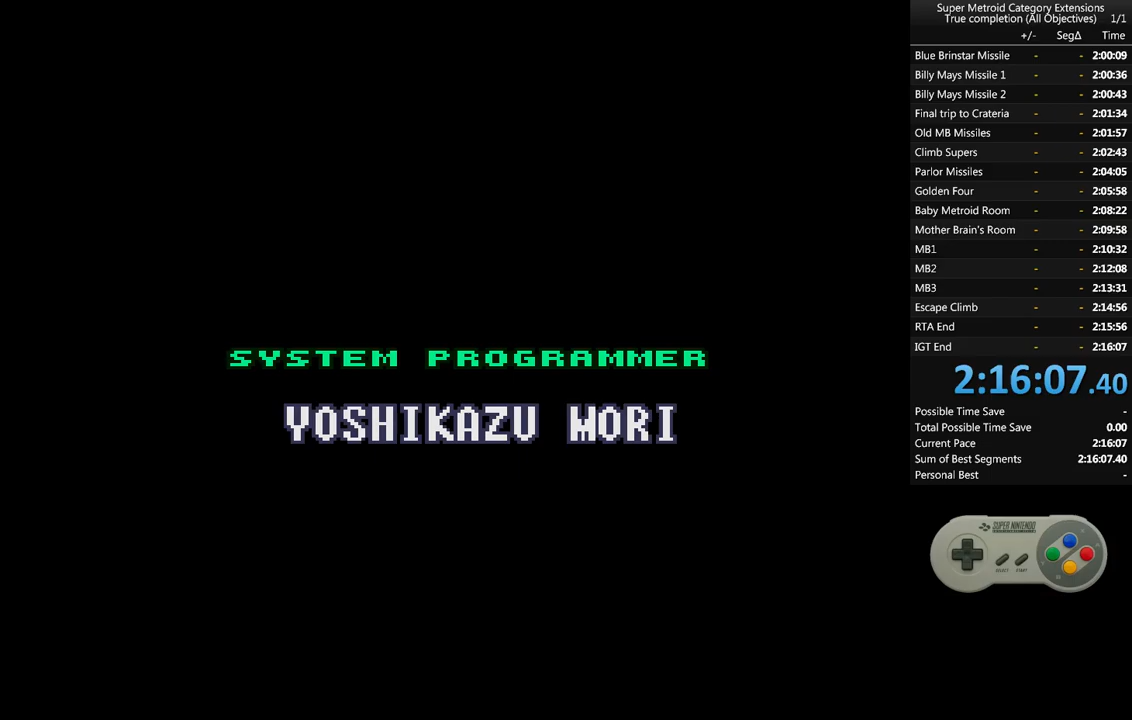 Super Metroid Category Extensions
True completion (All Objectives) 1/1
+/- SegΔ Time
Blue Brinstar Missile - - 2:00:09
Billy Mays Missile 1 - - 2:00:36
Billy Mays Missile 2 - - 2:00:43
Final trip to Crateria - - 2:01:34
Old MB Missiles - - 2:01:57
Climb Supers - - 2:02:43
Parlor Missiles - - 2:04:05
Golden Four - - 2:05:58
Baby Metroid Room - - 2:08:22
Mother Brain's Room - - 2:09:58
MB1 - - 2:10:32
MB2 - - 2:12:08
MB3 - - 2:13:31
Escape Climb - - 2:14:56
RTA End - - 2:15:56
IGT End - - 2:16:07
2:16:07.40
Possible Time Save -
Total Possible Time Save 0.00
Current Pace 2:16:07
Sum of Best Segments 2:16:07.40
Personal Best -
SYSTEM PROGRAMMER
YOSHIKAZU MORI
SUPER NINTENDO
SELECT START